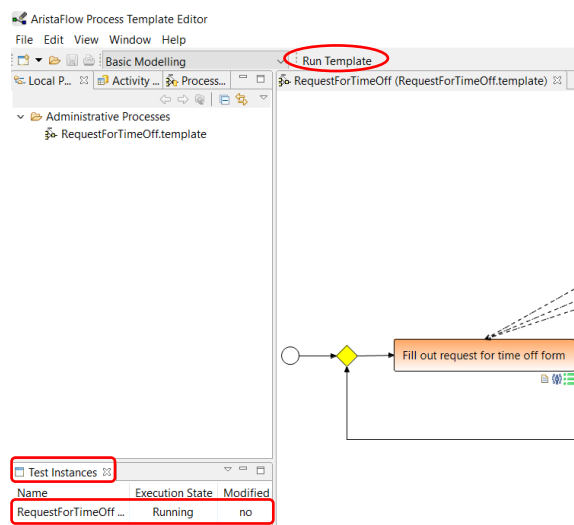 AristaFlow Process Template Editor
File Edit View Window Help
Basic Modelling Run Template
Local P... Activity ... Process...
RequestForTimeOff (RequestForTimeOff.template)
Administrative Processes
RequestForTimeOff.template
Fill out request for time off form
Test Instances
Name Execution State Modified
RequestForTimeOff ... Running no